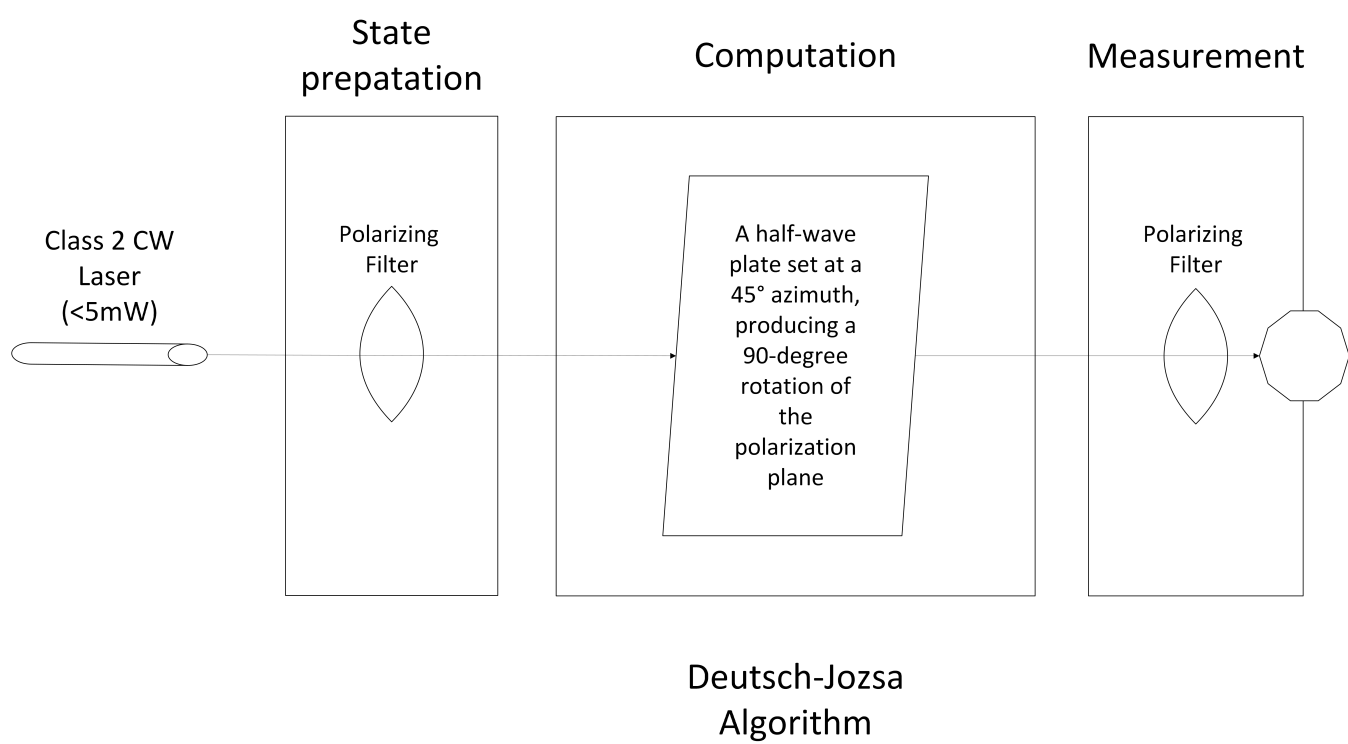 State
prepatation
Computation
Measurement
Class 2 CW
Laser
(<5mW)
Polarizing
Filter
A half-wave
plate set at a
45° azimuth,
producing a
90-degree
rotation of
the
polarization
plane
Polarizing
Filter
Deutsch-Jozsa
Algorithm